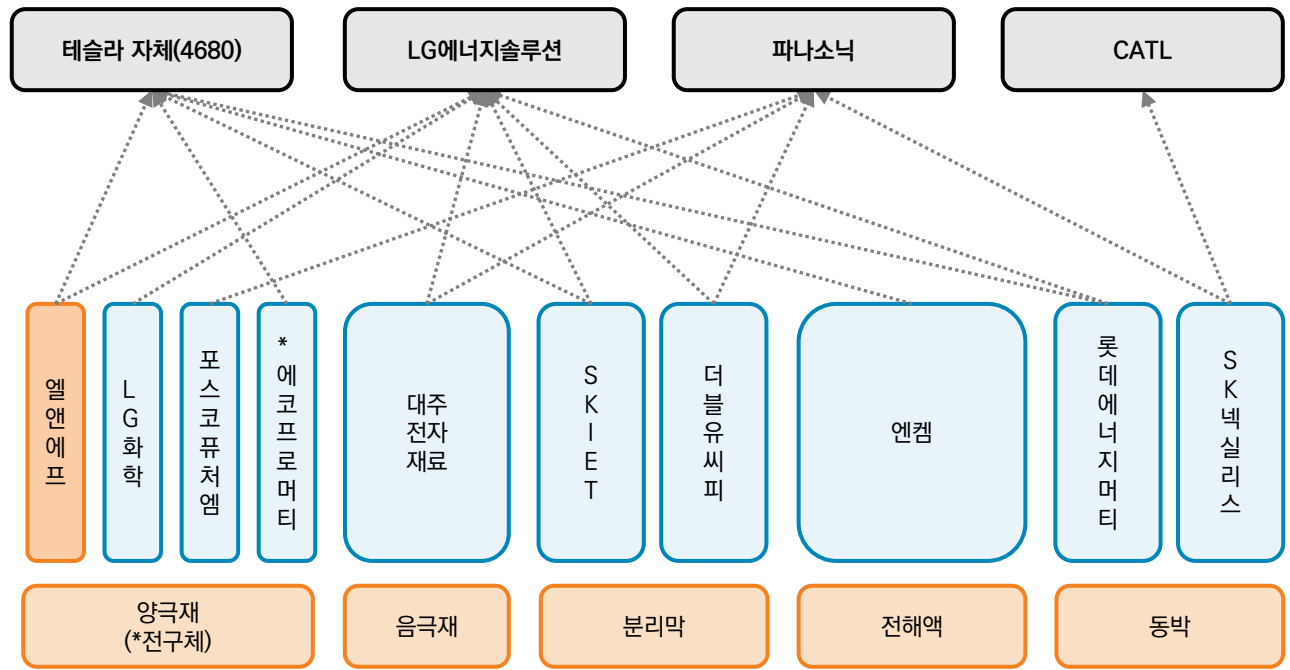 테슬라 자체(4680)
LG에너지솔루션
파나소닉
CATL
엘앤에프
LG화학
포스코퓨처엠
*에코프로머티
대주
전자
재료
SKIET
더블유씨피
엔켐
롯데에너지머티
SK넥실리스
양극재
(*전구체)
음극재
분리막
전해액
동박